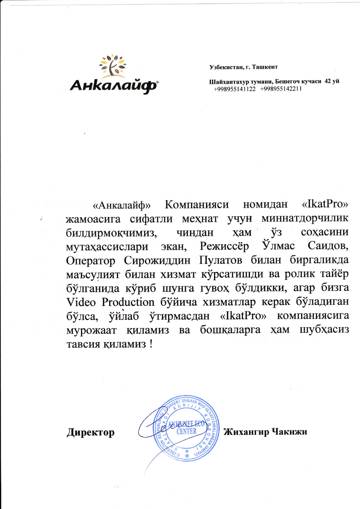 Анкалайф
Узбекистан, г. Ташкент
Шайхантахур тумани, Бешегоч кучаси 42 уй
+998955141122 +998955142211
«Анкалайф» Компанияси номидан «IkatPro»
жамоасига сифатли меҳнат учун миннатдорчилик
билдирмоқчимиз, чиндан ҳам ўз соҳасини
мутаҳассислари экан, Режиссёр Ўлмас Саидов,
Оператор Сирожиддин Пулатов билан биргаликда
маъсулият билан хизмат кўрсатишди ва ролик тайёр
бўлганида кўриб шунга гувоҳ бўлдикки, агар бизга
Video Production бўйича хизматлар керак бўладиган
бўлса, ўйлаб ўтирмасдан «IkatPro» компаниясига
мурожаат қиламиз ва бошқаларга ҳам шубҳасиз
тавсия қиламиз !
CENTER
Директор Жихангир Чакижи